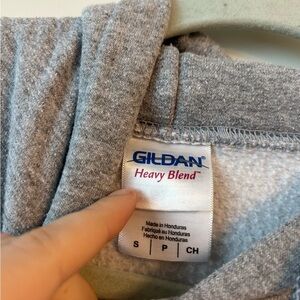 GILDAN®
Heavy Blend™
Made in Honduras
Fabriqué au Honduras
Hecho en Honduras
S | P | CH